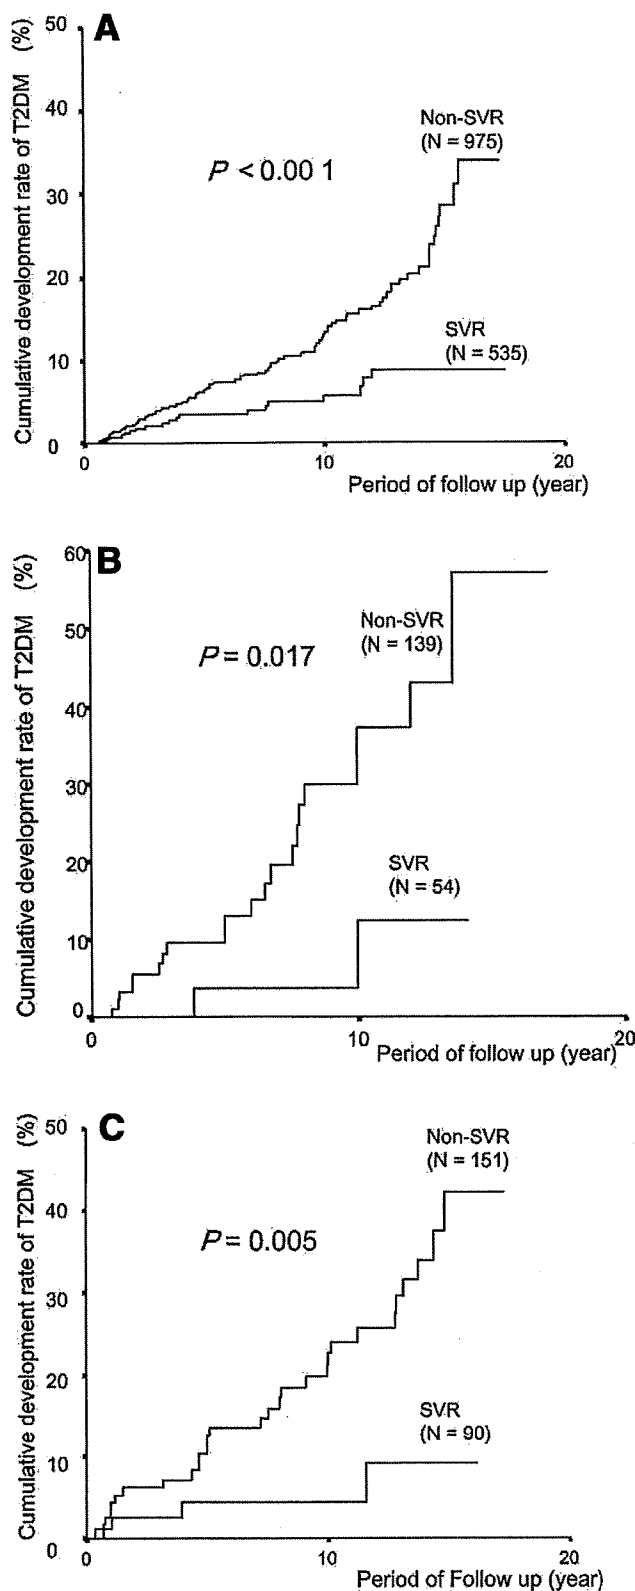 A
Cumulative development rate of T2DM (%)
50
40
30
20
10
0
Non-SVR
(N = 975)
P < 0.00 1
SVR
(N = 535)
0
10
20
Period of follow up (year)
B
Cumulative development rate of T2DM (%)
60
50
40
30
20
10
0
Non-SVR
(N = 139)
P = 0.017
SVR
(N = 54)
0
10
20
Period of follow up (year)
C
Cumulative development rate of T2DM (%)
50
40
30
20
10
0
Non-SVR
(N = 151)
P = 0.005
SVR
(N = 90)
0
10
20
Period of Follow up (year)